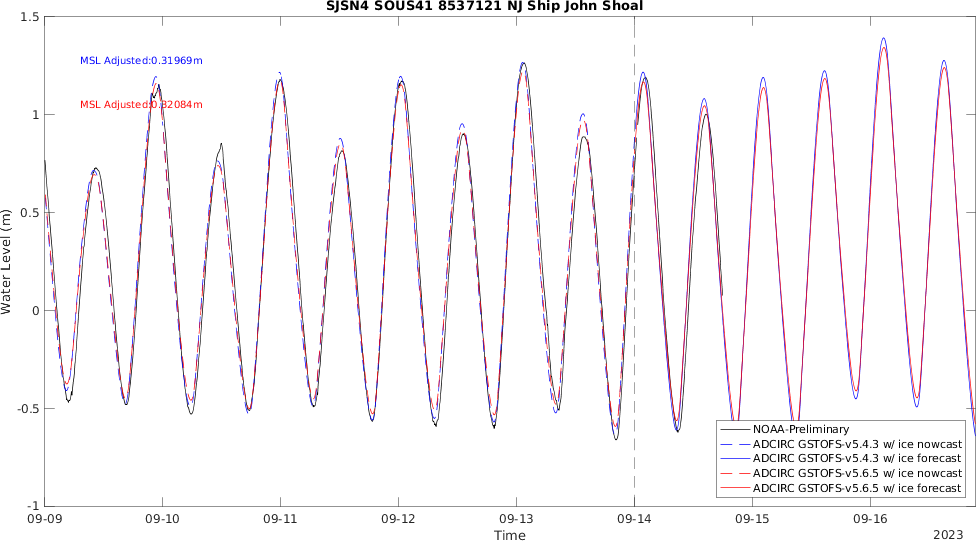 SJSN4 SOUS41 8537121 NJ Ship John Shoal
1.5
MSL Adjusted:0.31969m
MSL Adjusted:0.32084m
1
0.5
0
-0.5
-1
Water Level (m)
NOAA-Preliminary
ADCIRC GSTOFS-v5.4.3 w/ ice nowcast
ADCIRC GSTOFS-v5.4.3 w/ ice forecast
ADCIRC GSTOFS-v5.6.5 w/ ice nowcast
ADCIRC GSTOFS-v5.6.5 w/ ice forecast
09-09 09-10 09-11 09-12 09-13 09-14 09-15 09-16
Time
2023